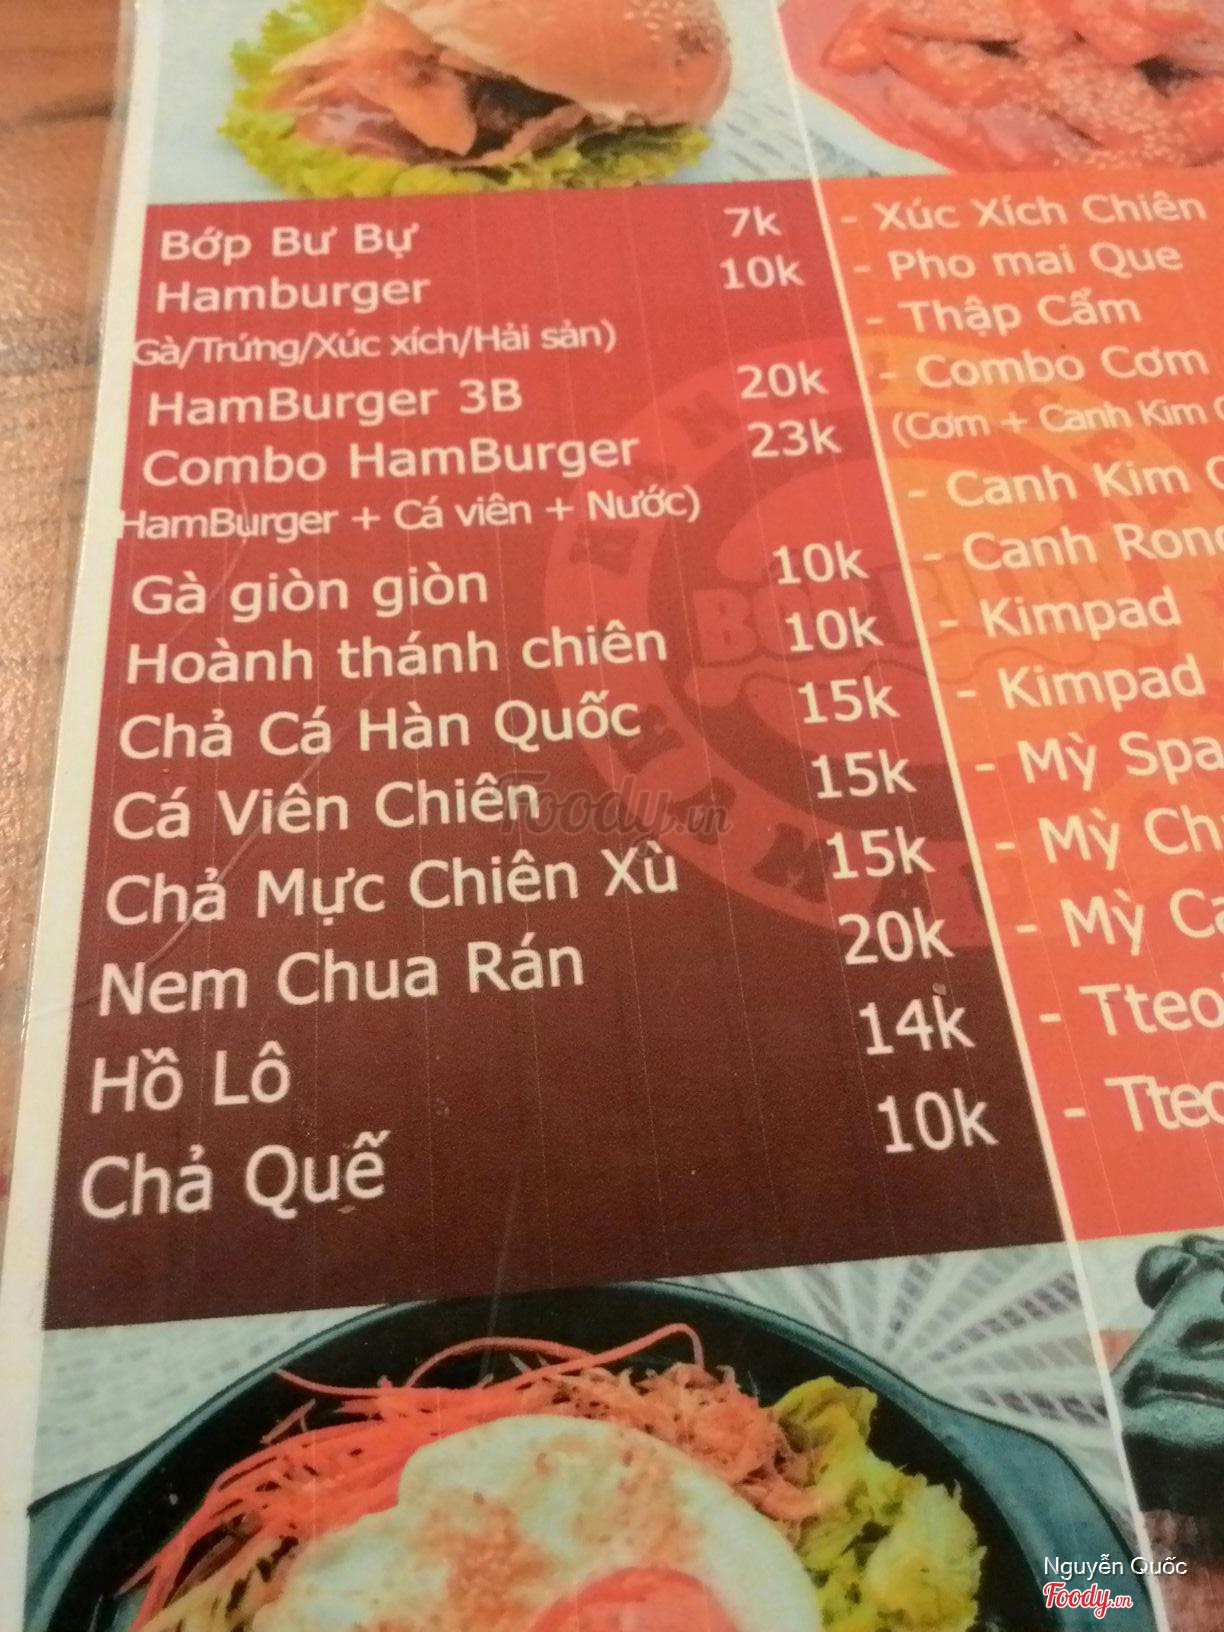 Bớp Bư Bự 7k
Hamburger 10k
Gà/Trứng/Xúc xích/Hải sản)
HamBurger 3B 20k
Combo HamBurger 23k
HamBurger + Cá viên + Nước)
Gà giòn giòn 10k
Hoành thánh chiên 10k
Chả Cá Hàn Quốc 15k
Cá Viên Chiên 15k
Chả Mực Chiên Xù 15k
Nem Chua Rán 20k
Hồ Lô 14k
Chả Quễ 10k
- Xúc Xích Chiên
- Pho mai Que
- Thập Cẩm
- Combo Cơm
(Cơm + Canh Kim
- Canh Kim
- Canh Rong
- Kimpad
- Kimpad
- Mỳ Spa
- Mỳ Ch
- Mỳ Ca
- Tteo
- Tteo
Foody.vn
Nguyễn Quốc
Foody.vn